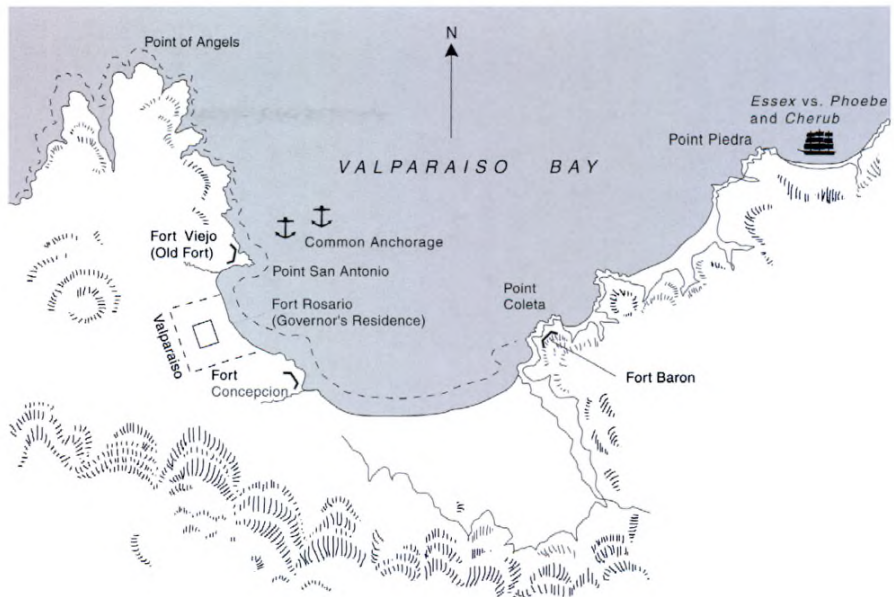 Point of Angels
N
Essex vs. Phoebe
and Cherub
Point Piedra
VALPARAISO BAY
Fort Viejo
(Old Fort)
Common Anchorage
Point San Antonio
Point
Coleta
Fort Rosario
(Governor's Residence)
Valparaiso
Fort
Concepcion
Fort Baron